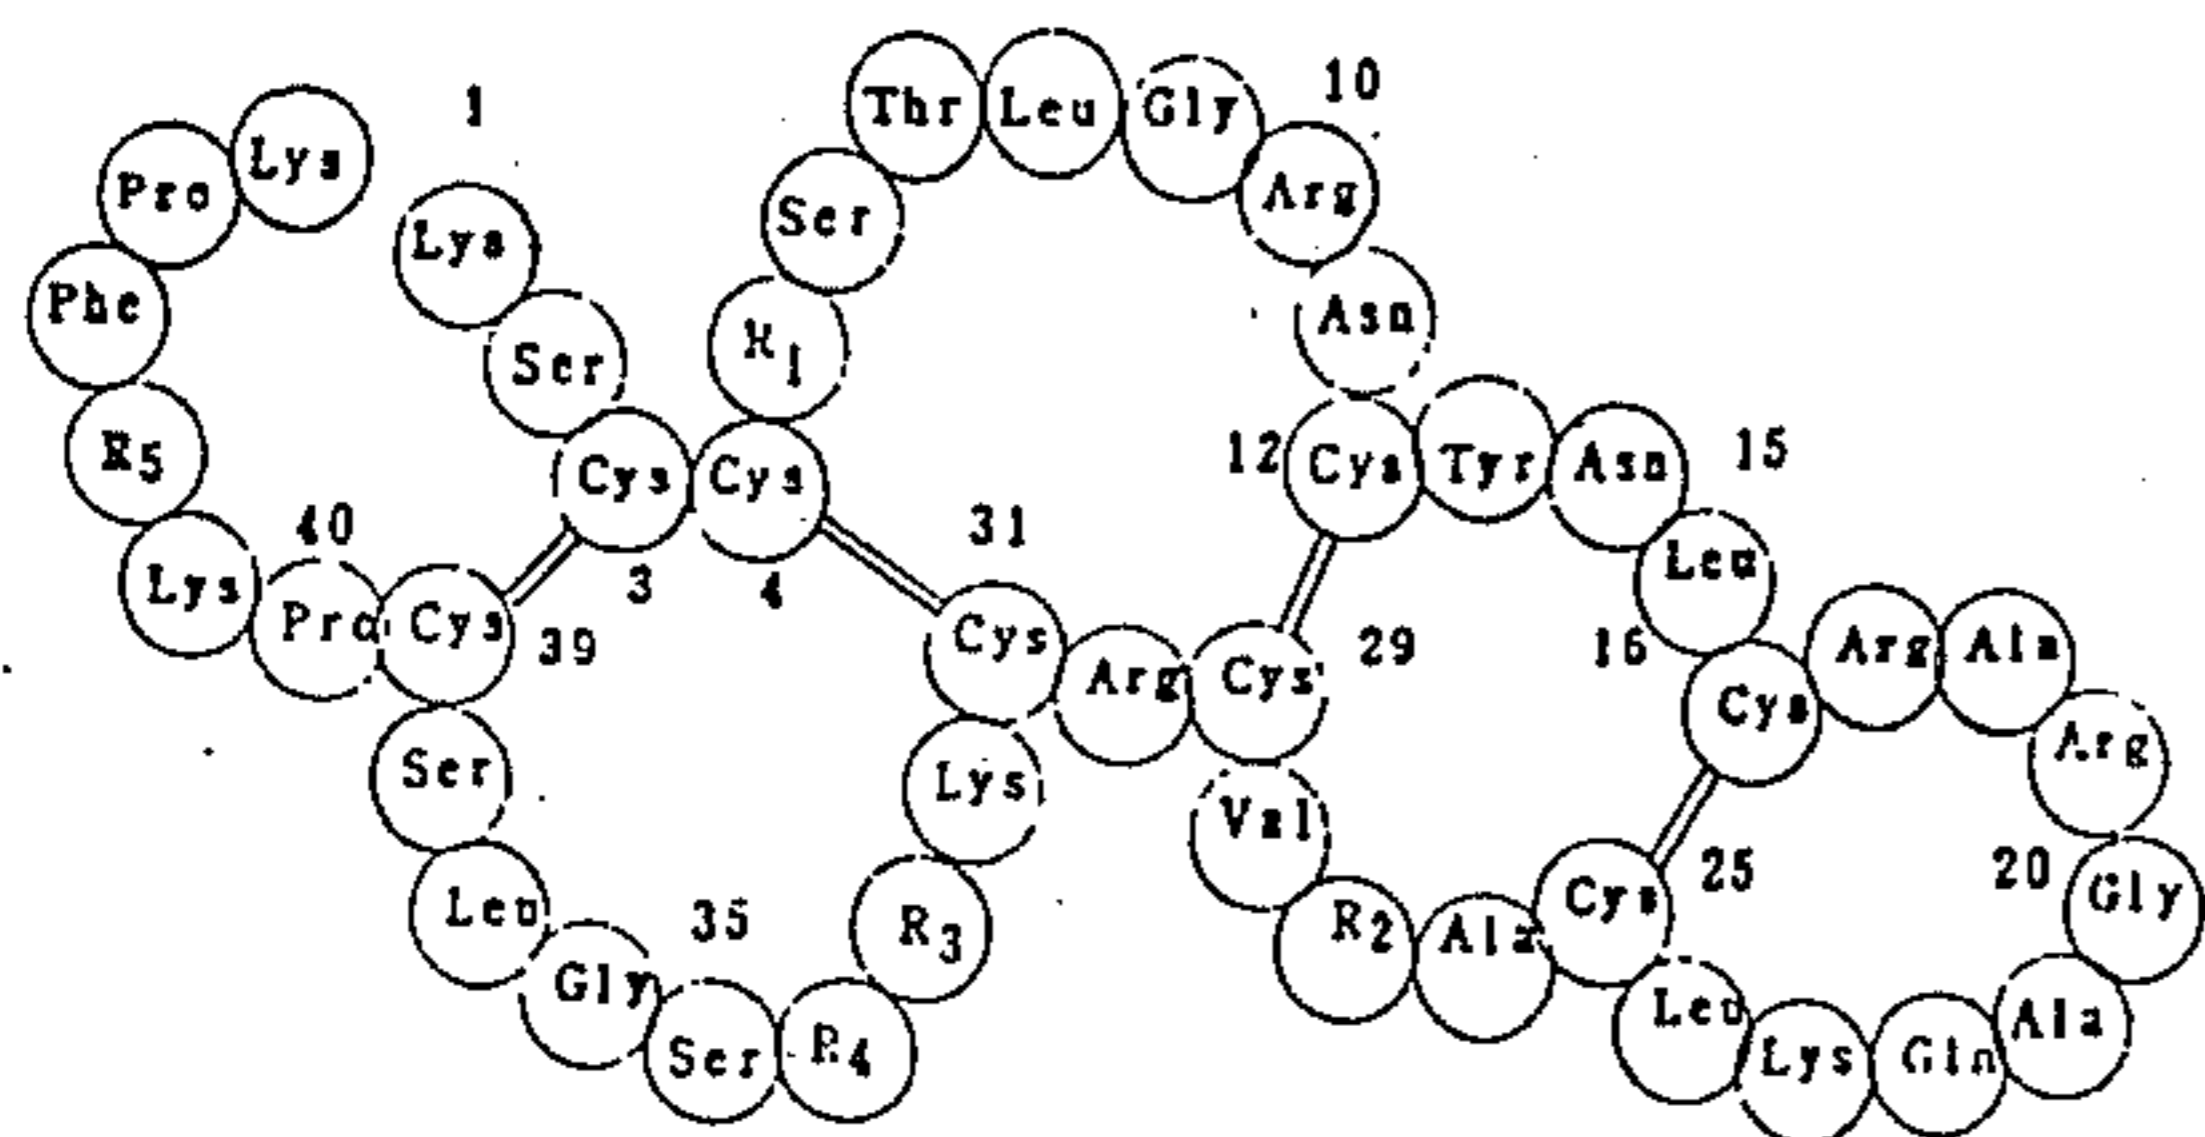 1
Lys
Ser
Cys
3
Cys
4
R1
Ser
Thr
Leu
Gly
10
Arg
Asn
12
Cys
Tyr
Asn
15
Leu
16
Cys
Arg
Ala
Arg
20
Gly
Ala
Gln
Lys
Leu
25
Cys
Ala
R2
Val
29
Cys
Arg
31
Cys
Lys
R3
R4
Ser
35
Gly
Leu
Ser
39
Cys
40
Pro
Lys
R5
Phe
Pro
Lys